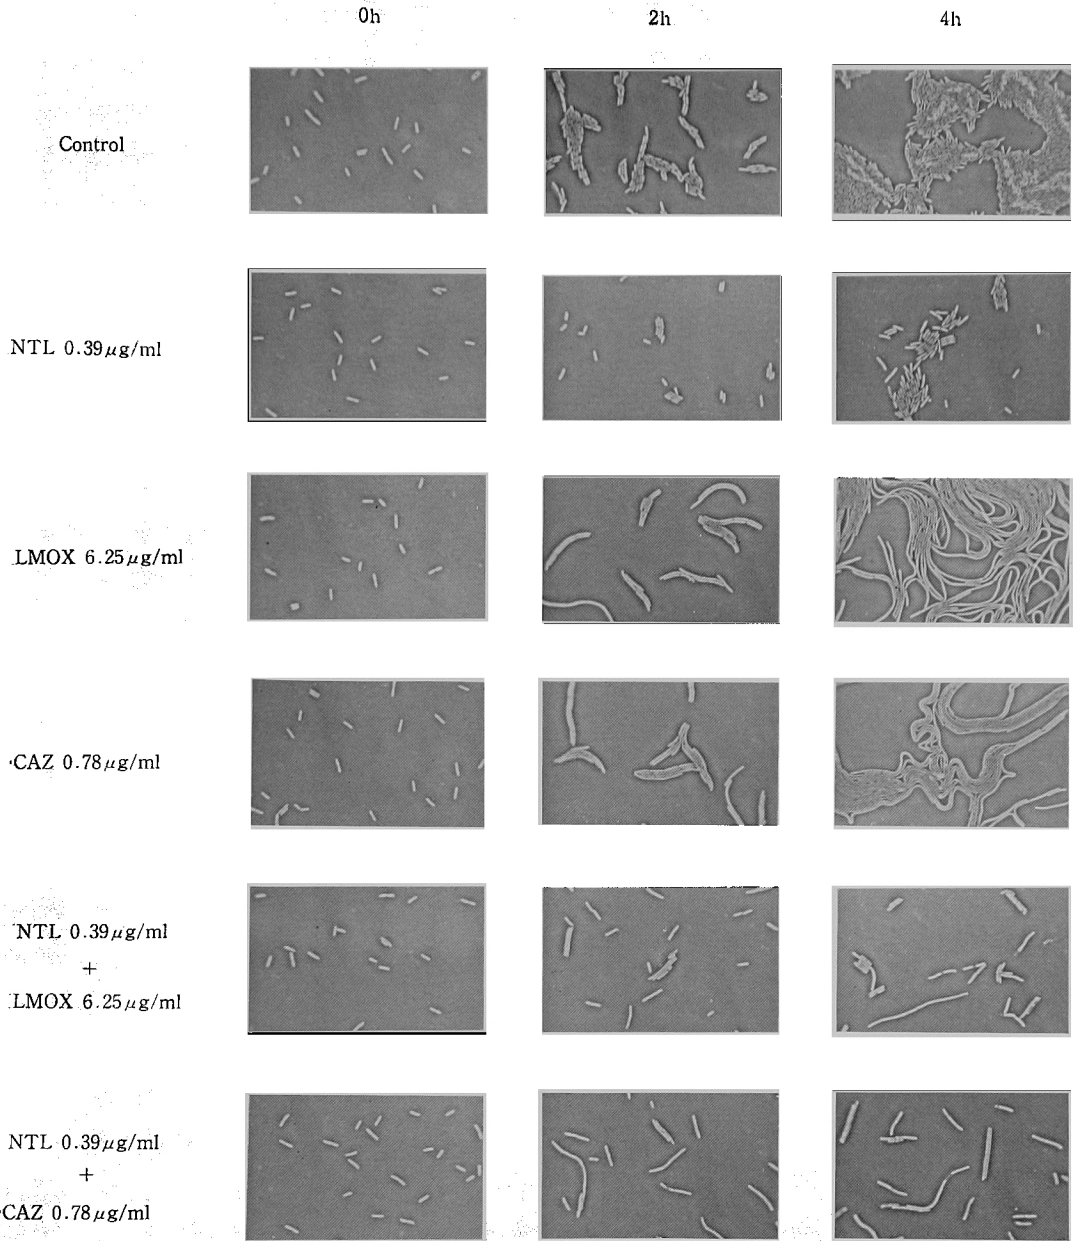 0h 2h 4h
Control
NTL 0.39μg/ml
LMOX 6.25μg/ml
CAZ 0.78μg/ml
NTL 0.39μg/ml
+
LMOX 6.25μg/ml
NTL 0.39μg/ml
+
CAZ 0.78μg/ml